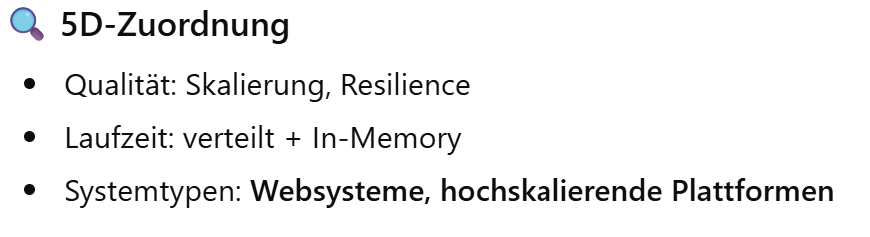 5D-Zuordnung
Qualität: Skalierung, Resilience
Laufzeit: verteilt + In-Memory
Systemtypen: Websysteme, hochskalierende Plattformen